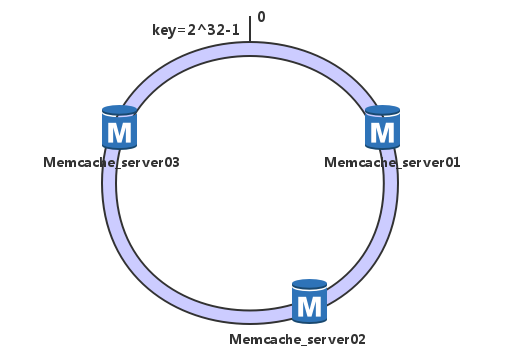 0
key=2^32-1
M
M
Memcache_server03
Memcache_server01
M
Memcache_server02